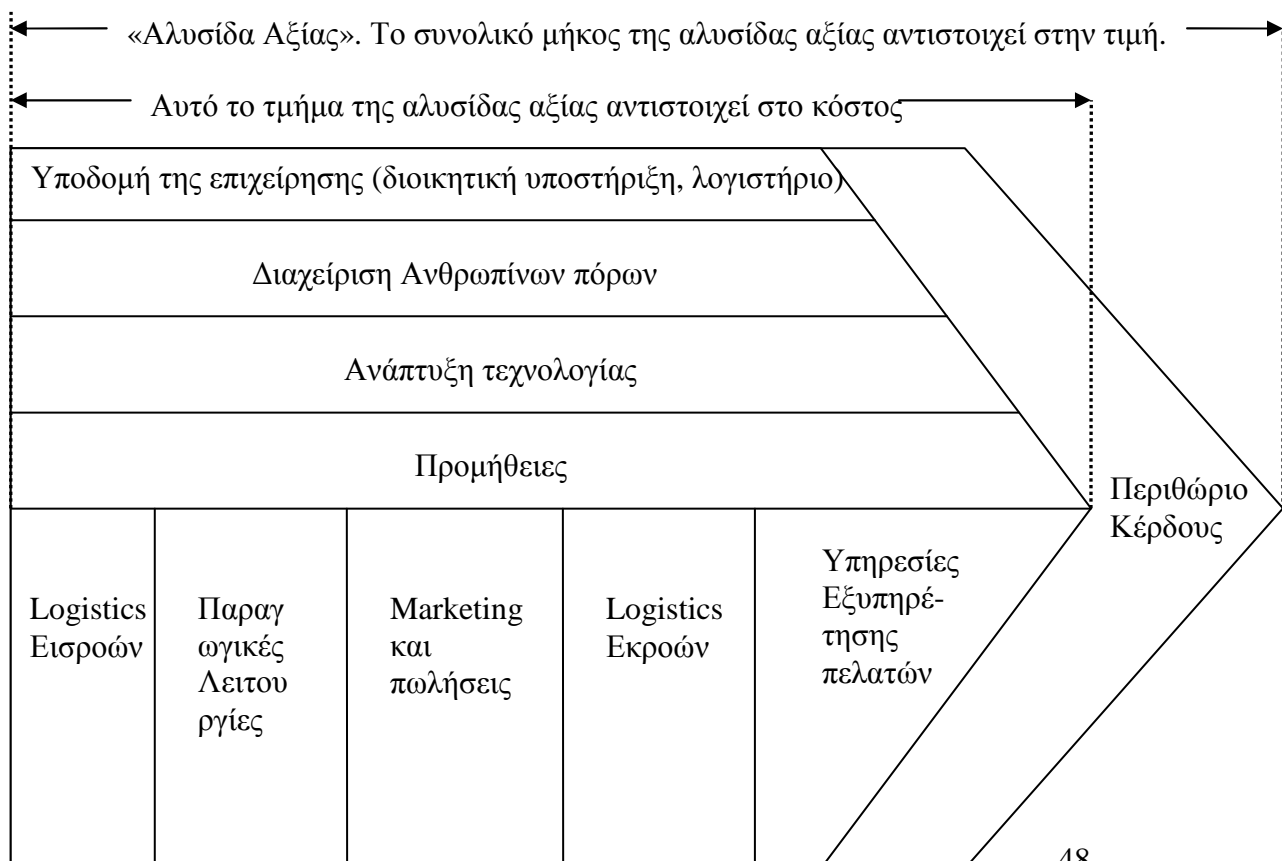 «Αλυσίδα Αξίας». Το συνολικό μήκος της αλυσίδας αξίας αντιστοιχεί στην τιμή.
Αυτό το τμήμα της αλυσίδας αξίας αντιστοιχεί στο κόστος
Υποδομή της επιχείρησης (διοικητική υποστήριξη, λογιστήριο)
Διαχείριση Ανθρωπίνων πόρων
Ανάπτυξη τεχνολογίας
Προμήθειες
Περιθώριο
Κέρδους
Logistics
Εισροών
Παραγ
ωγικές
Λειτου
ργίες
Marketing
και
πωλήσεις
Logistics
Εκροών
Υπηρεσίες
Εξυπηρέ-
τησης
πελατών
48